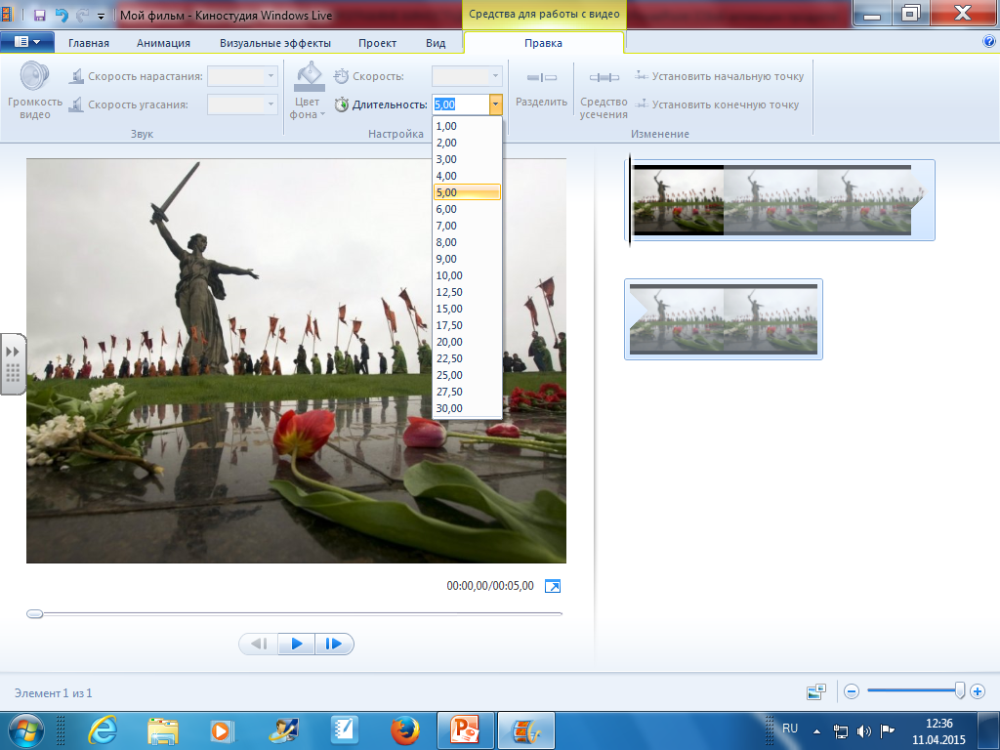 Мой фильм - Киностудия Windows Live
Средства для работы с видео
Главная
Анимация
Визуальные эффекты
Проект
Вид
Правка
Громкость видео
Скорость нарастания:
Скорость угасания:
Звук
Цвет фона
Скорость:
Длительность:
5,00
Настройка
Разделить
Средство усечения
Установить начальную точку
Установить конечную точку
Изменение
1,00
2,00
3,00
4,00
5,00
6,00
7,00
8,00
9,00
10,00
12,50
15,00
17,50
20,00
22,50
25,00
27,50
30,00
00:00,00/00:05,00
Элемент 1 из 1
RU
12:36
11.04.2015